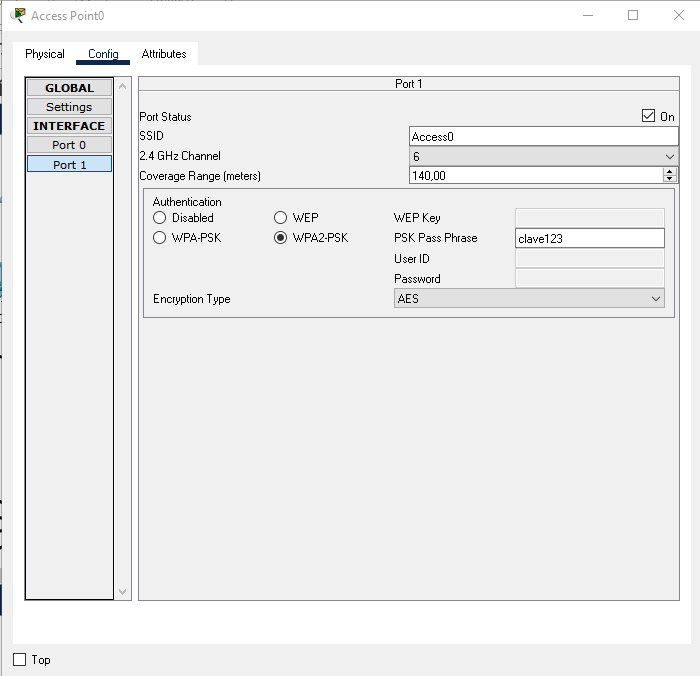 Access Point0
Physical Config Attributes
GLOBAL
Settings
INTERFACE
Port 0
Port 1
Port 1
Port Status On
SSID Access0
2.4 GHz Channel 6
Coverage Range (meters) 140,00
Authentication
Disabled WEP WEP Key
WPA-PSK WPA2-PSK PSK Pass Phrase clave123
User ID
Password
Encryption Type AES
Top